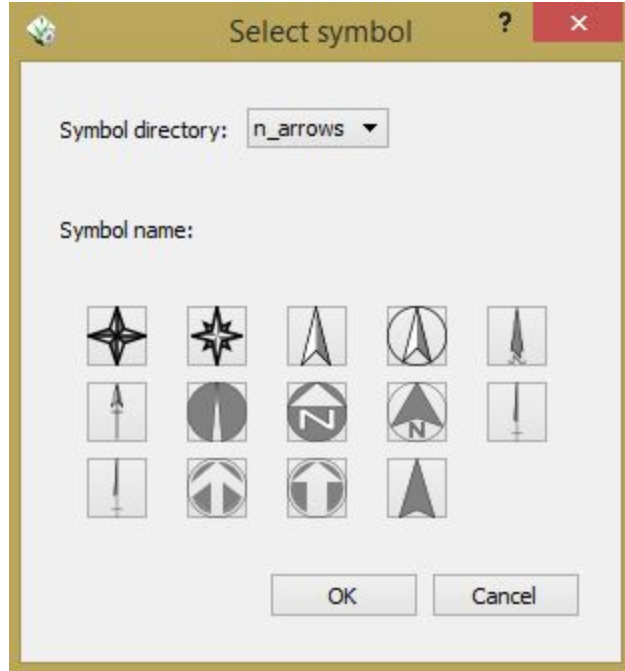 Select symbol ?
Symbol directory: n_arrows
Symbol name:
N
N
N
OK Cancel